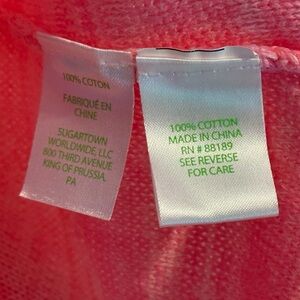 100% COTON
FABRIQUÉ EN
CHINE
SUGARTOWN
WORLDWIDE, LLC
800 THIRD AVENUE
KING OF PRUSSIA,
PA
100% COTTON
MADE IN CHINA
RN # 88189
SEE REVERSE
FOR CARE